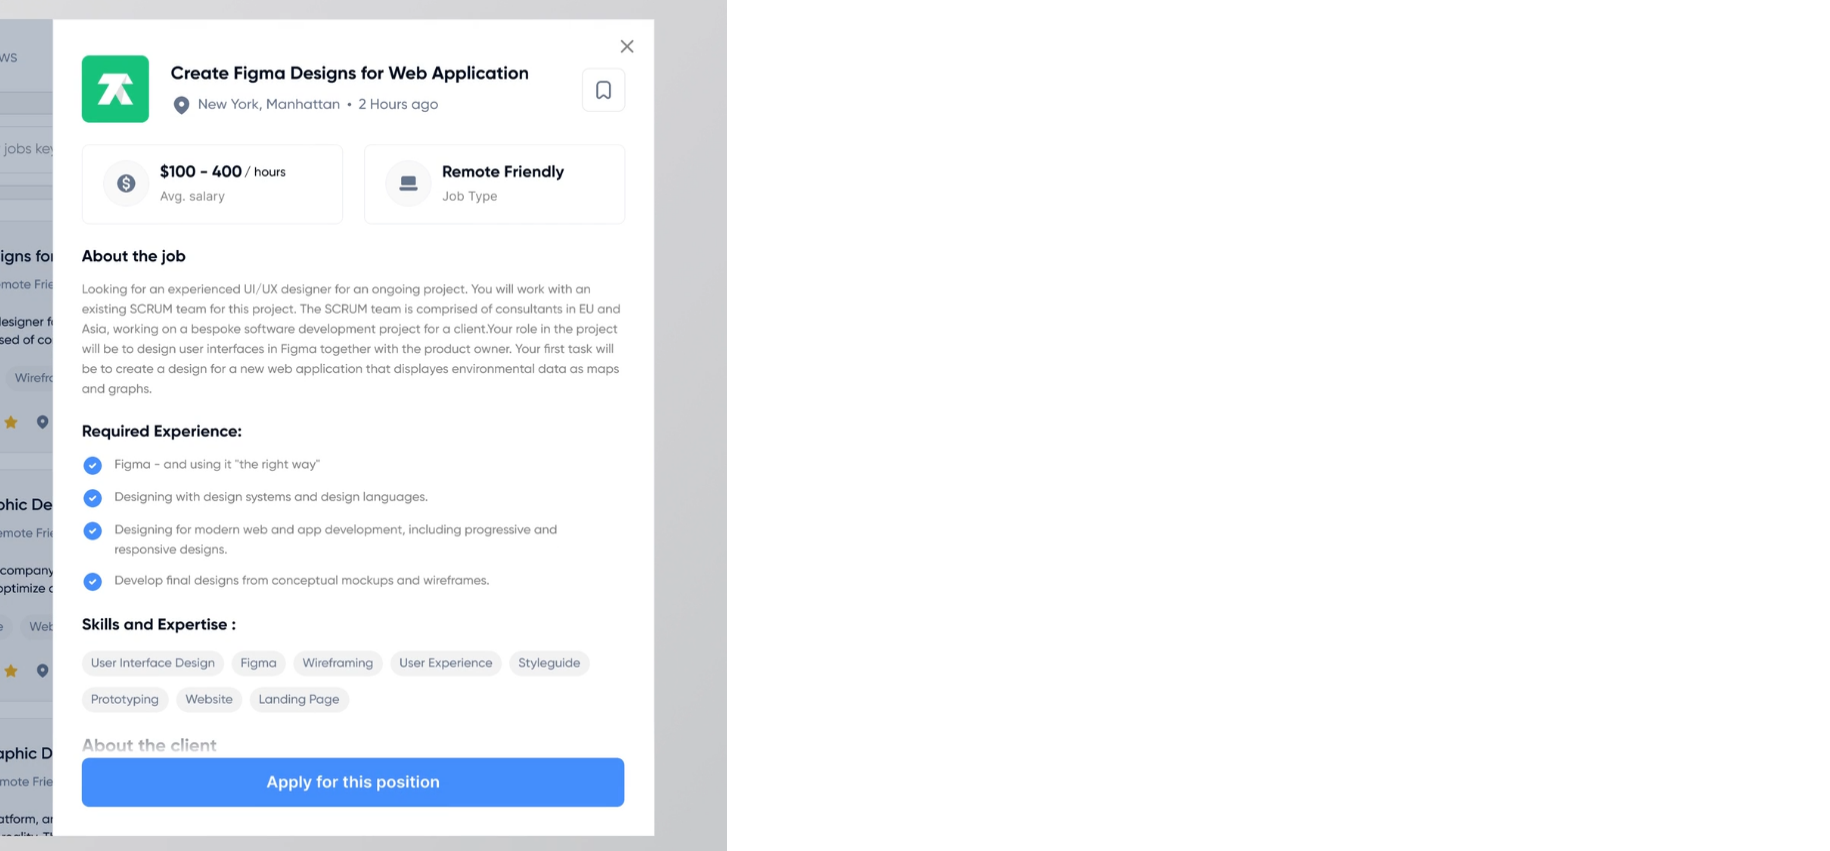 ws
jobs key
igns for
mote Frie
esigner f
sed of co
Wirefr
phic De
emote Frie
company
optimize
e
Web
aphic D
mote Frie
atform, ar
Create Figma Designs for Web Application
New York, Manhattan • 2 Hours ago
$100 - 400 / hours
Avg. salary
Remote Friendly
Job Type
About the job
Looking for an experienced UI/UX designer for an ongoing project. You will work with an
existing SCRUM team for this project. The SCRUM team is comprised of consultants in EU and
Asia, working on a bespoke software development project for a client.Your role in the project
will be to design user interfaces in Figma together with the product owner. Your first task will
be to create a design for a new web application that displayes environmental data as maps
and graphs.
Required Experience:
Figma - and using it "the right way"
Designing with design systems and design languages.
Designing for modern web and app development, including progressive and
responsive designs.
Develop final designs from conceptual mockups and wireframes.
Skills and Expertise :
User Interface Design Figma Wireframing User Experience Styleguide
Prototyping Website Landing Page
About the client
Apply for this position